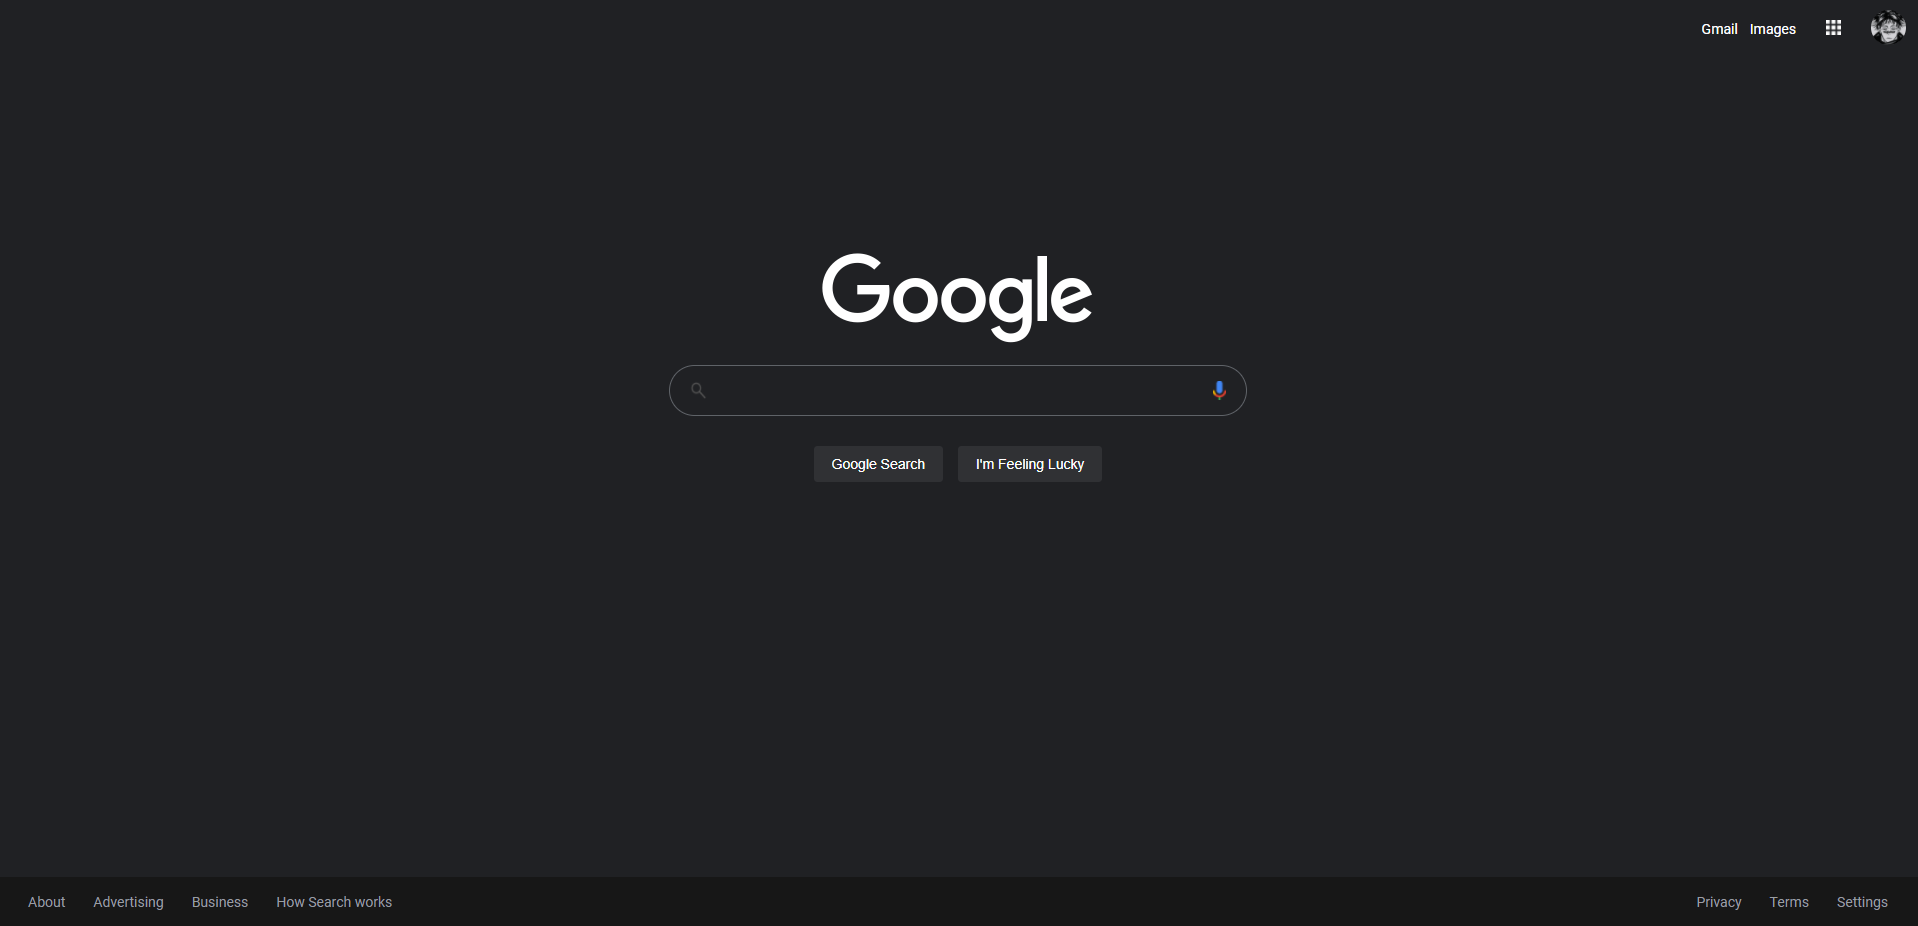 Gmail Images
Google
Google Search I'm Feeling Lucky
About Advertising Business How Search works Privacy Terms Settings